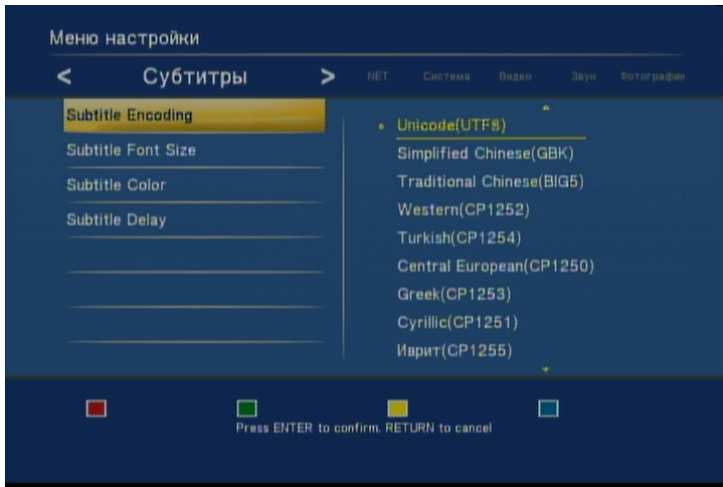 Меню настройки
< Субтитры > NET Система Видео Звук Фотографии
Subtitle Encoding
Subtitle Font Size
Subtitle Color
Subtitle Delay
Unicode(UTF8)
Simplified Chinese(GBK)
Traditional Chinese(BIG5)
Western(CP1252)
Turkish(CP1254)
Central European(CP1250)
Greek(CP1253)
Cyrillic(CP1251)
Иврит(CP1255)
Press ENTER to confirm. RETURN to cancel